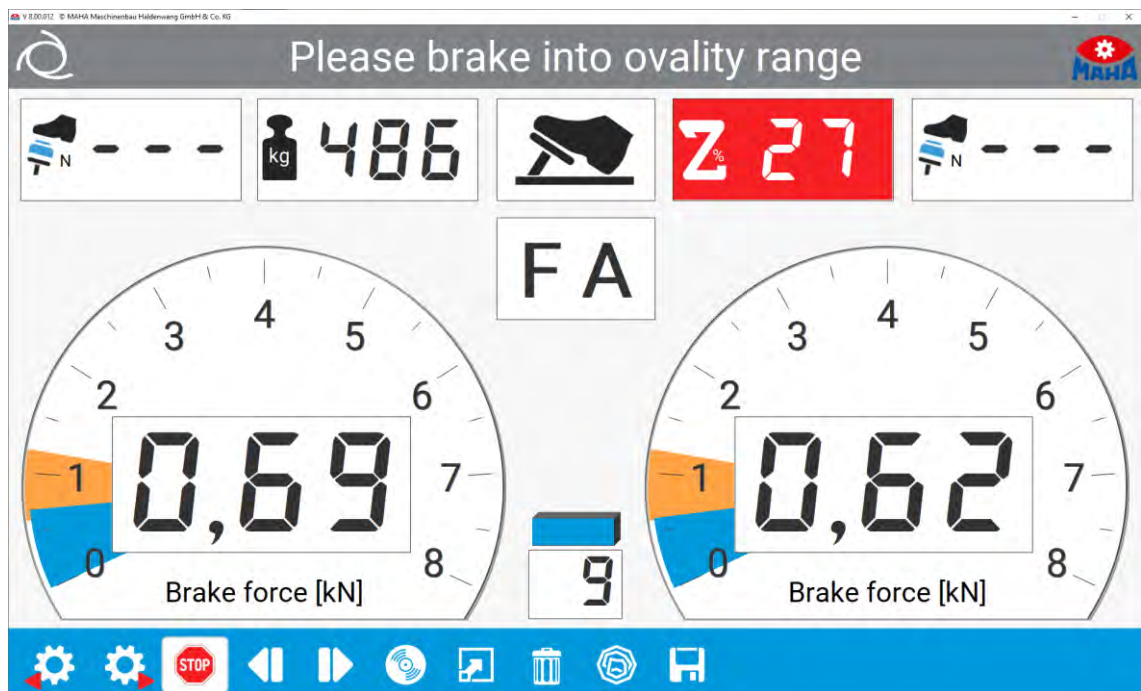 V 8.00.012 © MAHA Maschinenbau Haldenwang GmbH & Co. KG
Please brake into ovality range
MAHA
N - - -
kg 486
Z % 27
N - - -
F A
0 1 2 3 4 5 6 7 8
0,69
Brake force [kN]
9
0 1 2 3 4 5 6 7 8
0,62
Brake force [kN]
STOP